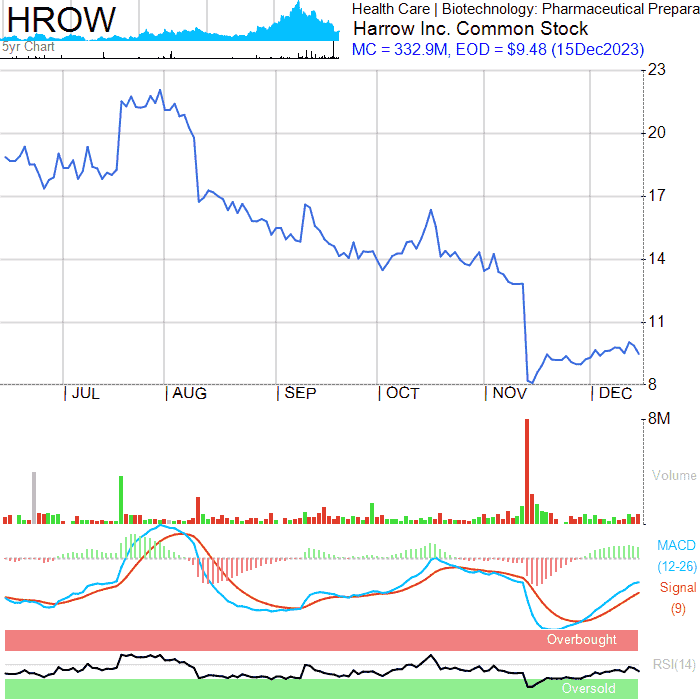 HROW
5yr Chart
Health Care | Biotechnology: Pharmaceutical Prepara
Harrow Inc. Common Stock
MC = 332.9M, EOD = $9.48 (15Dec2023)
23
20
17
14
11
8
JUL
AUG
SEP
OCT
NOV
DEC
8M
Volume
MACD
(12-26)
Signal
(9)
Overbought
RSI(14)
Oversold